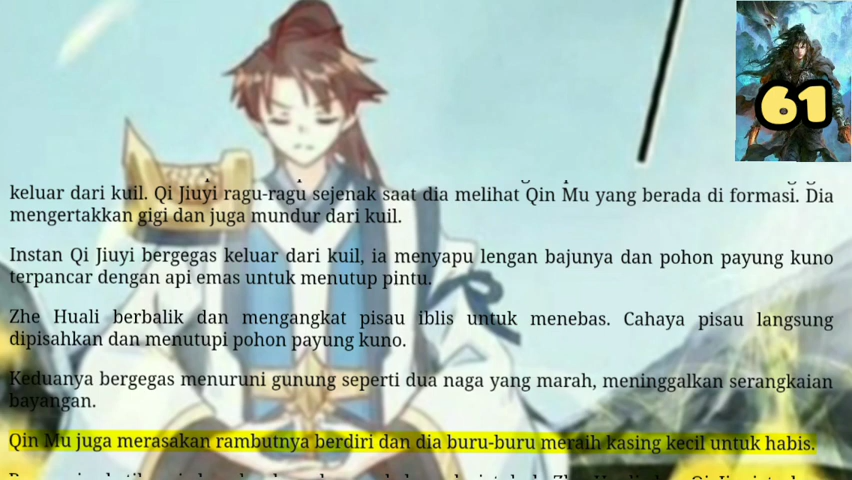 61
keluar dari kuil. Qi Jiuyi ragu-ragu sejenak saat dia melihat Qin Mu yang berada di formasi. Dia
mengertakkan gigi dan juga mundur dari kuil.
Instan Qi Jiuyi bergegas keluar dari kuil, ia menyapu lengan bajunya dan pohon payung kuno
terpancar dengan api emas untuk menutup pintu.
Zhe Huali berbalik dan mengangkat pisau iblis untuk menebas. Cahaya pisau langsung
dipisahkan dan menutupi pohon payung kuno.
Keduanya bergegas menuruni gunung seperti dua naga yang marah, meninggalkan serangkaian
bayangan.
Qin Mu juga merasakan rambutnya berdiri dan dia buru-buru meraih kasing kecil untuk habis.